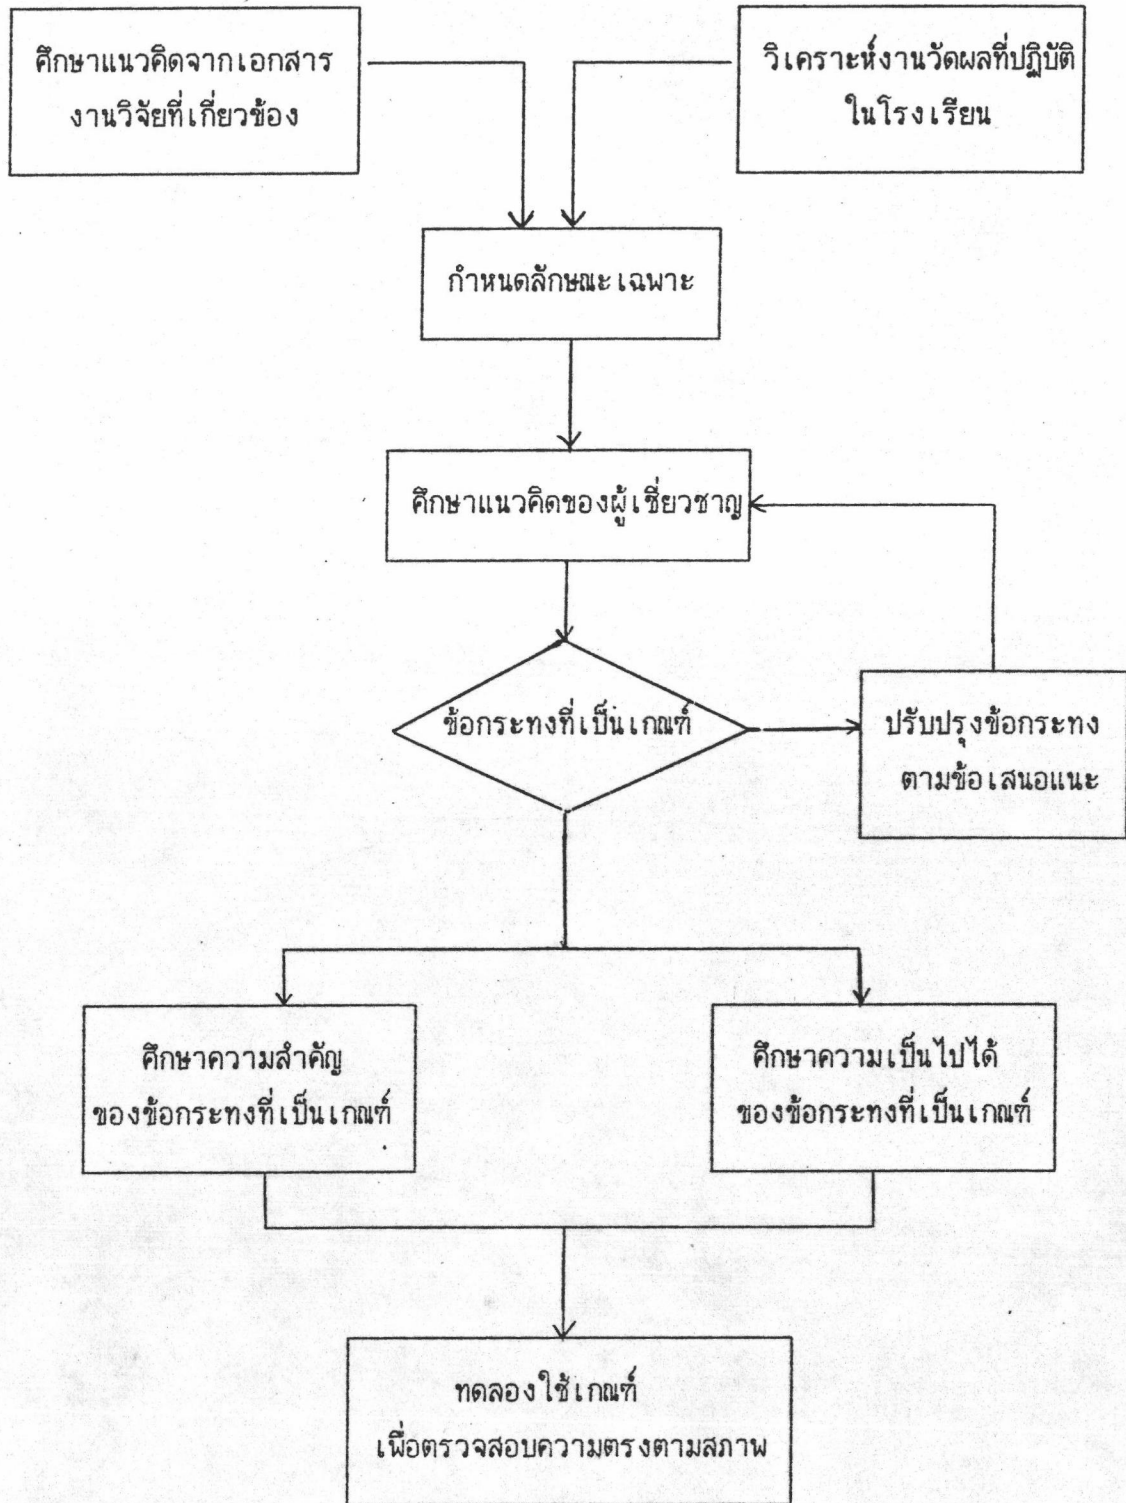 ศึกษาแนวคิดจากเอกสาร
งานวิจัยที่เกี่ยวข้อง
วิเคราะห์งานวัดผลที่ปฏิบัติ
ในโรงเรียน
กำหนดลักษณะเฉพาะ
ศึกษาแนวคิดของผู้เชี่ยวชาญ
ข้อกระทงที่เป็นเกณฑ์
ปรับปรุงข้อกระทง
ตามข้อเสนอแนะ
ศึกษาความสำคัญ
ของข้อกระทงที่เป็นเกณฑ์
ศึกษาความเป็นไปได้
ของข้อกระทงที่เป็นเกณฑ์
ทดลองใช้เกณฑ์
เพื่อตรวจสอบความตรงตามสภาพ